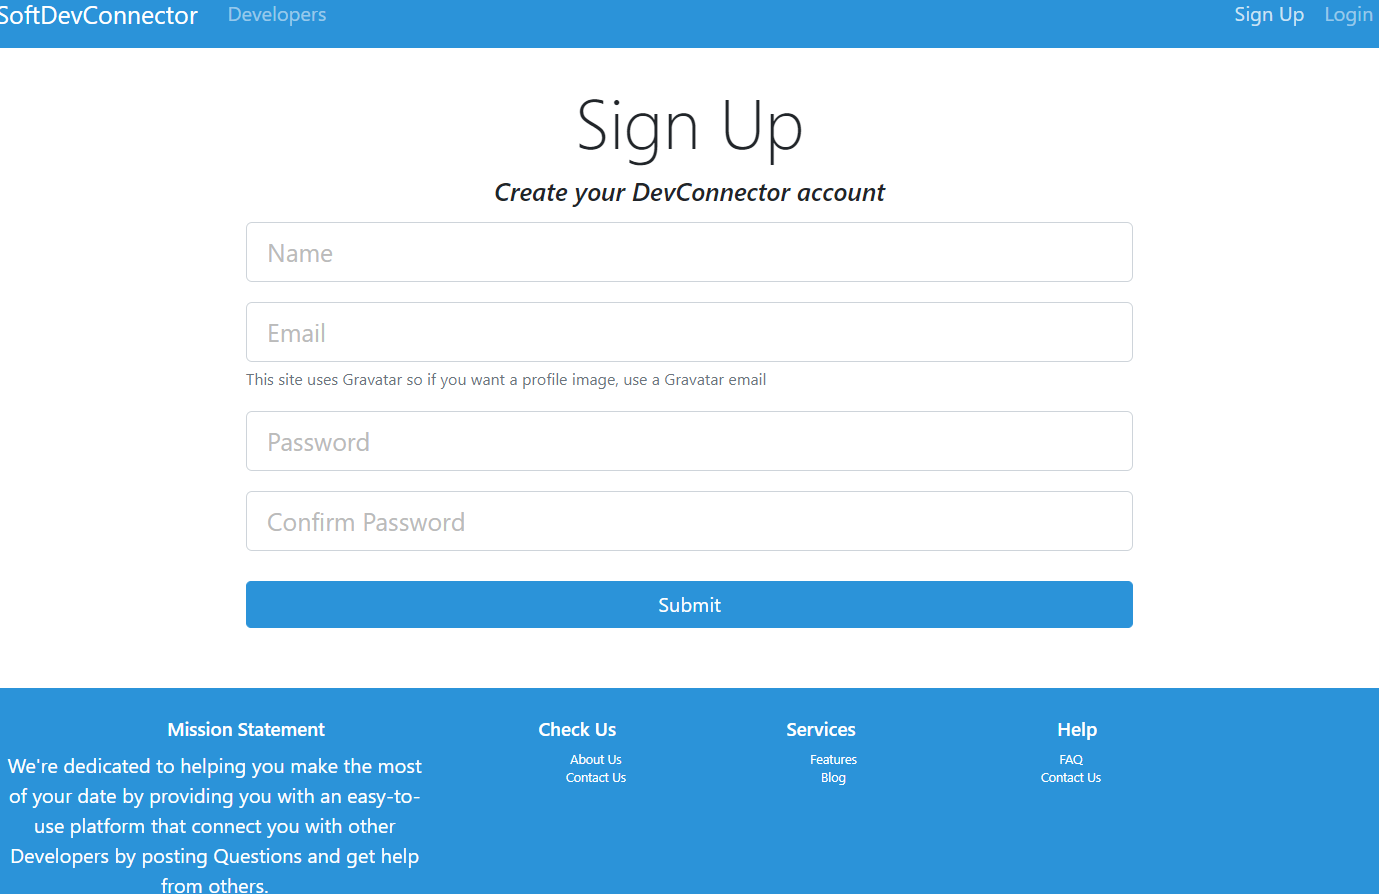 SoftDevConnector Developers Sign Up Login
Sign Up
Create your DevConnector account
Name
Email
This site uses Gravatar so if you want a profile image, use a Gravatar email
Password
Confirm Password
Submit
Mission Statement
We're dedicated to helping you make the most
of your date by providing you with an easy-to-
use platform that connect you with other
Developers by posting Questions and get help
from others.
Check Us
About Us
Contact Us
Services
Features
Blog
Help
FAQ
Contact Us